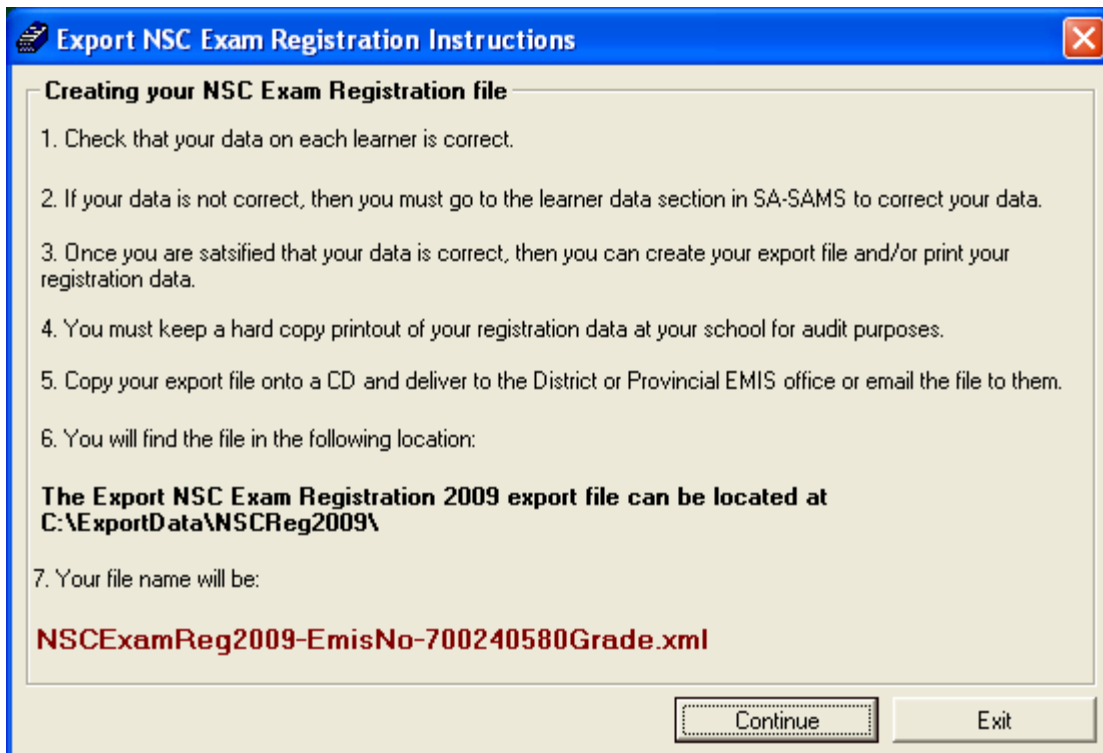 Export NSC Exam Registration Instructions
Creating your NSC Exam Registration file
1. Check that your data on each learner is correct.
2. If your data is not correct, then you must go to the learner data section in SA-SAMS to correct your data.
3. Once you are satsified that your data is correct, then you can create your export file and/or print your
registration data.
4. You must keep a hard copy printout of your registration data at your school for audit purposes.
5. Copy your export file onto a CD and deliver to the District or Provincial EMIS office or email the file to them.
6. You will find the file in the following location:
The Export NSC Exam Registration 2009 export file can be located at
C:\ExportData\NSCReg2009\
7. Your file name will be:
NSCExamReg2009-EmisNo-700240580Grade.xml
Continue Exit